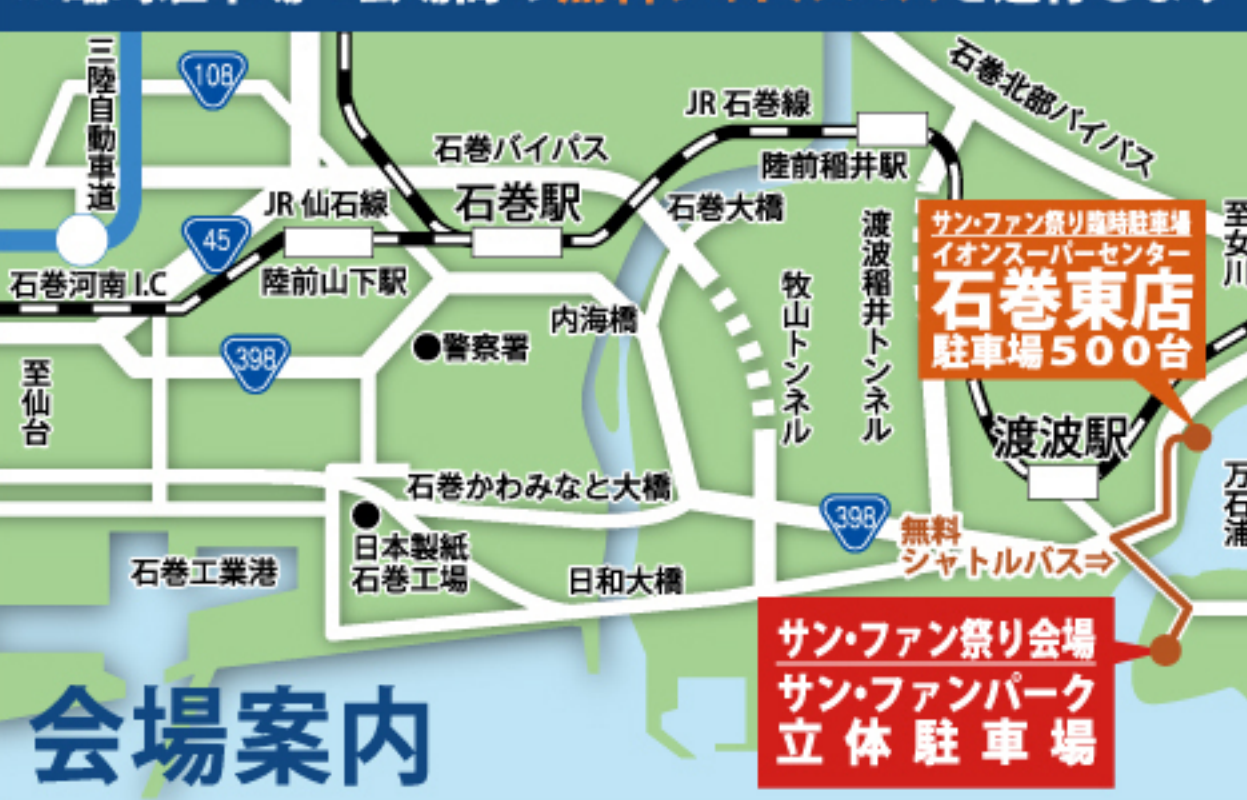 三陸自動車道
108
石巻北部バイパス
JR 石巻線
石巻バイパス
陸前稲井駅
JR 仙石線
石巻駅
石巻大橋
45
石巻河南 I.C
陸前山下駅
渡波稲井トンネル
牧山トンネル
サン・ファン祭り臨時駐車場
イオンスーパーセンター
石巻東店
駐車場500台
至女川
内海橋
警察署
398
至仙台
渡波駅
万石浦
石巻かわみなと大橋
398
無料
シャトルバス⇒
日本製紙
石巻工場
石巻工業港
日和大橋
サン・ファン祭り会場
サン・ファンパーク
立体駐車場
会場案内